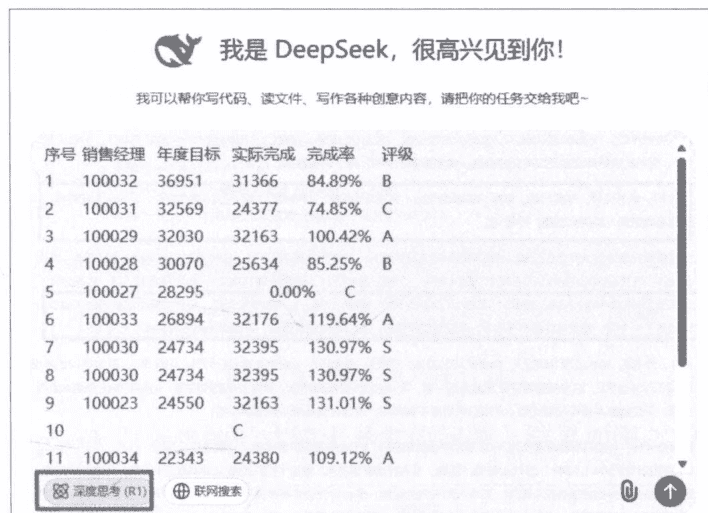 我是 DeepSeek，很高兴见到你！
我可以帮你写代码、读文件、写作各种创意内容，请把你的任务交给我吧~
序号 销售经理 年度目标 实际完成 完成率 评级
1 100032 36951 31366 84.89% B
2 100031 32569 24377 74.85% C
3 100029 32030 32163 100.42% A
4 100028 30070 25634 85.25% B
5 100027 28295 0.00% C
6 100033 26894 32176 119.64% A
7 100035 24734 32395 130.97% S
8 100030 24734 32395 130.97% S
9 100023 24550 32163 131.01% S
10 C
11 100034 22343 24380 109.12% A
深度思考 (R1) 联网搜索